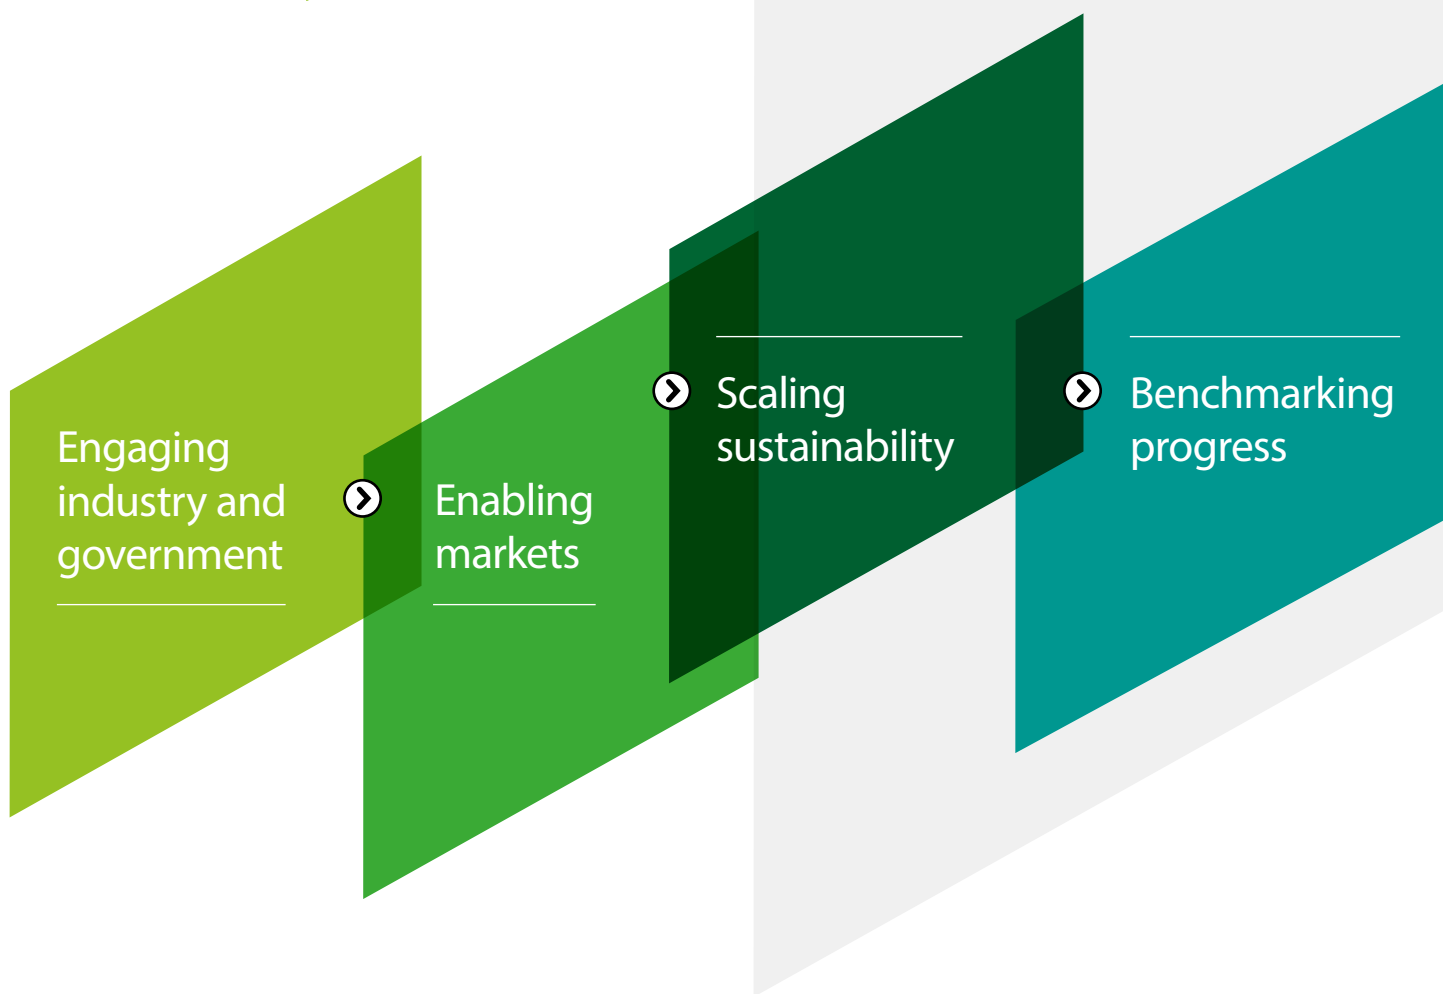 Engaging
industry and
government
Enabling
markets
Scaling
sustainability
Benchmarking
progress